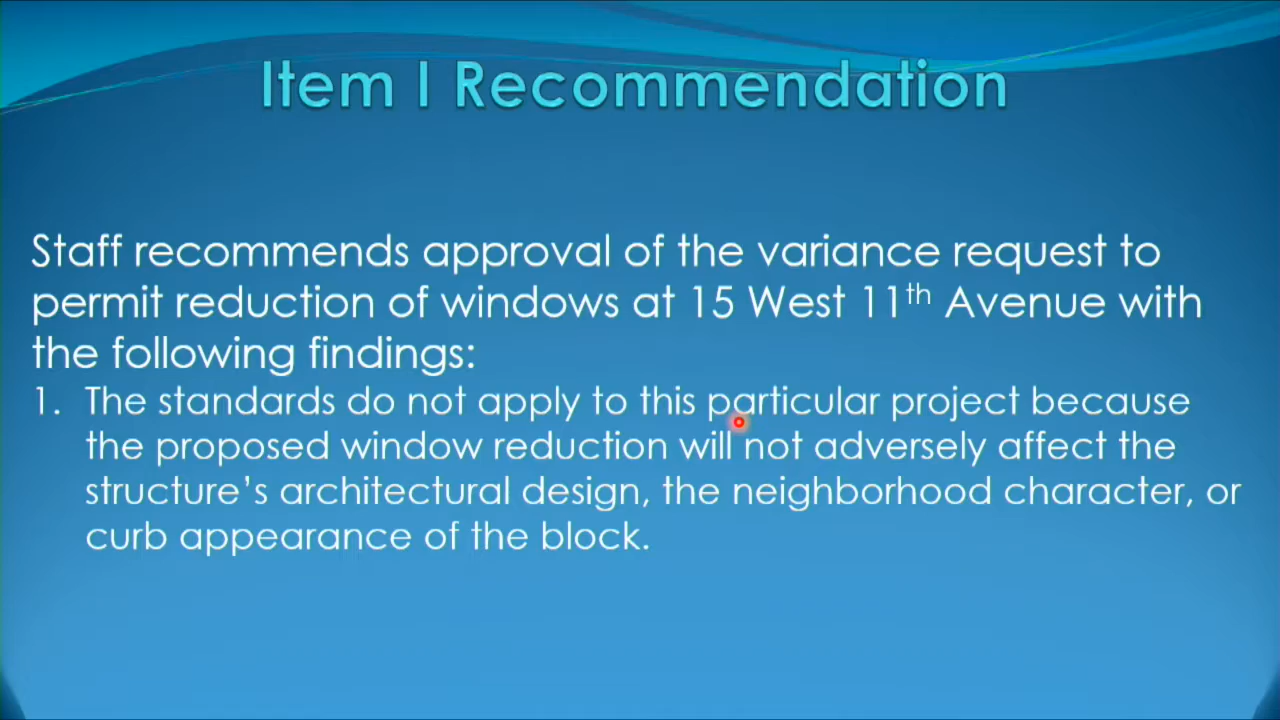 Item I Recommendation
Staff recommends approval of the variance request to
permit reduction of windows at 15 West 11th Avenue with
the following findings:
1. The standards do not apply to this particular project because
the proposed window reduction will not adversely affect the
structure's architectural design, the neighborhood character, or
curb appearance of the block.